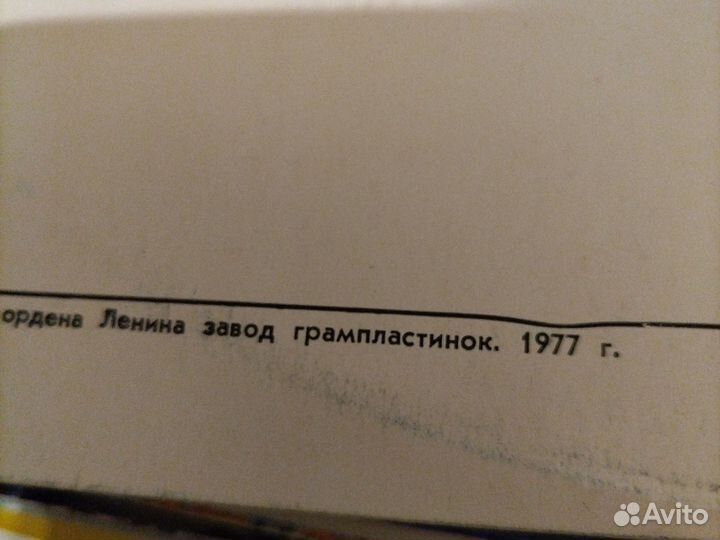 ордена Ленина завод грампластинок. 1977 г.
Avito